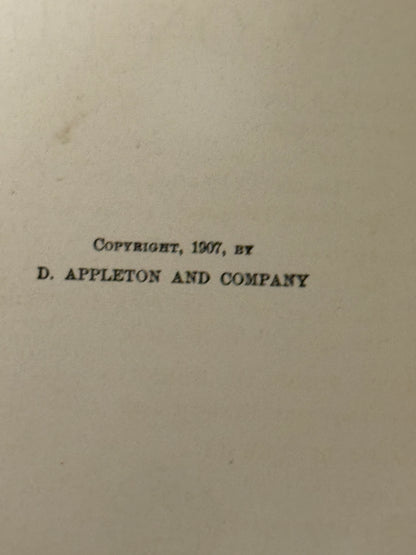 Copyright, 1907, by
D. APPLETON AND COMPANY